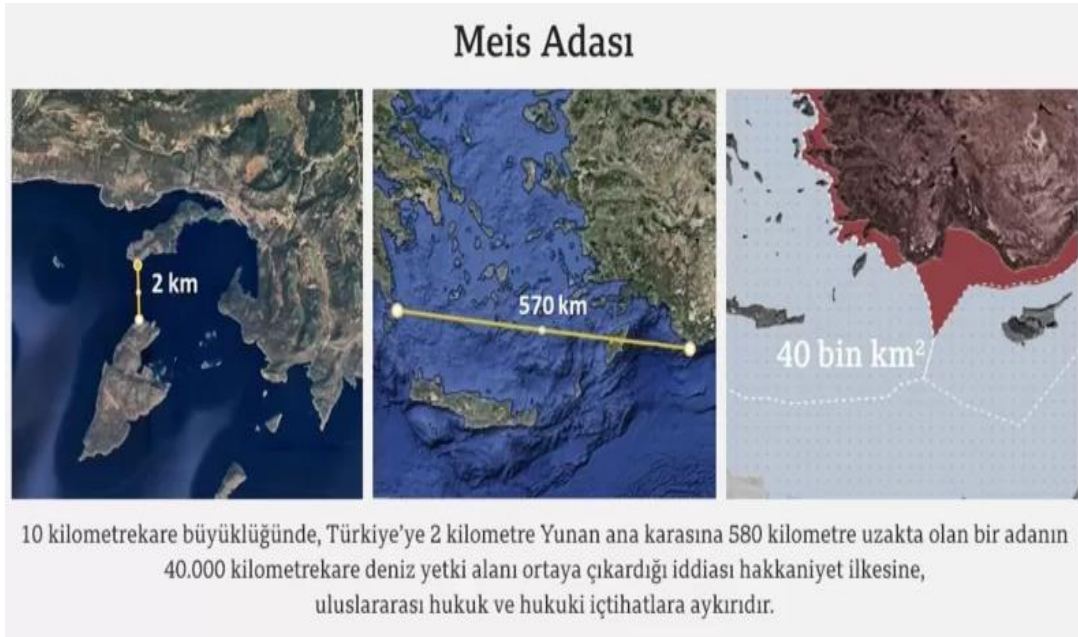 Meis Adası
2 km
570 km
40 bin km²
10 kilometrekare büyüklüğünde, Türkiye’ye 2 kilometre Yunan ana karasına 580 kilometre uzakta olan bir adanın
40.000 kilometrekare deniz yetki alanı ortaya çıkardığı iddiası hakkaniyet ilkesine,
uluslararası hukuk ve hukuki içtihatlara aykırıdır.